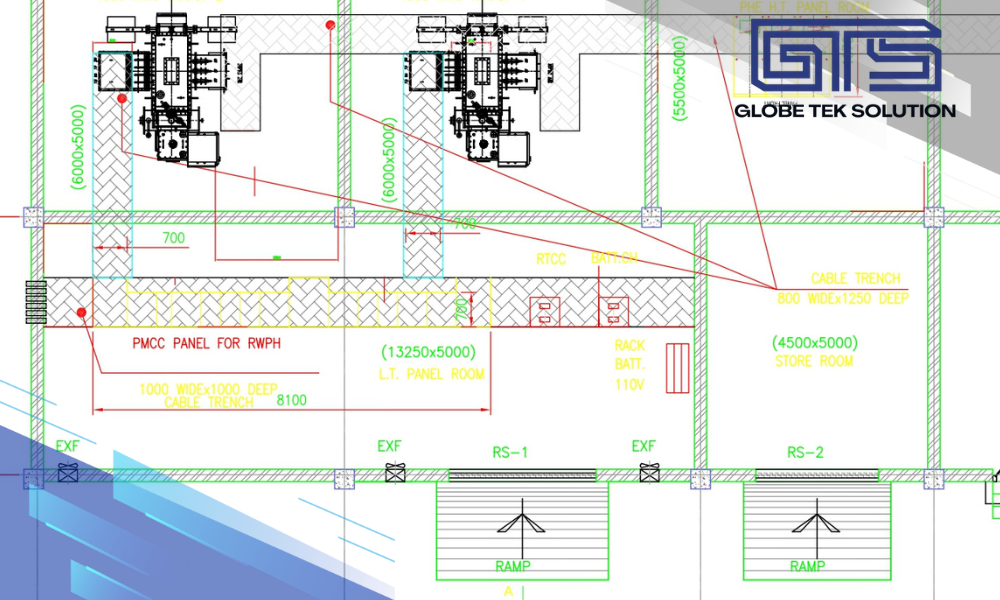 PHE H.T. PANEL ROOM
GTS
GLOBE TEK SOLUTION
(6000x5000)
(6000x5000)
(5500x5000)
700
700
RTCC
BATT.CH
CABLE TRENCH
800 WIDEx1250 DEEP
700
PMCC PANEL FOR RWPH
(13250x5000)
L.T. PANEL ROOM
RACK
BATT.
110V
(4500x5000)
STORE ROOM
1000 WIDEx1000 DEEP
CABLE TRENCH
8100
EXF
EXF
RS-1
EXF
RS-2
RAMP
RAMP
A